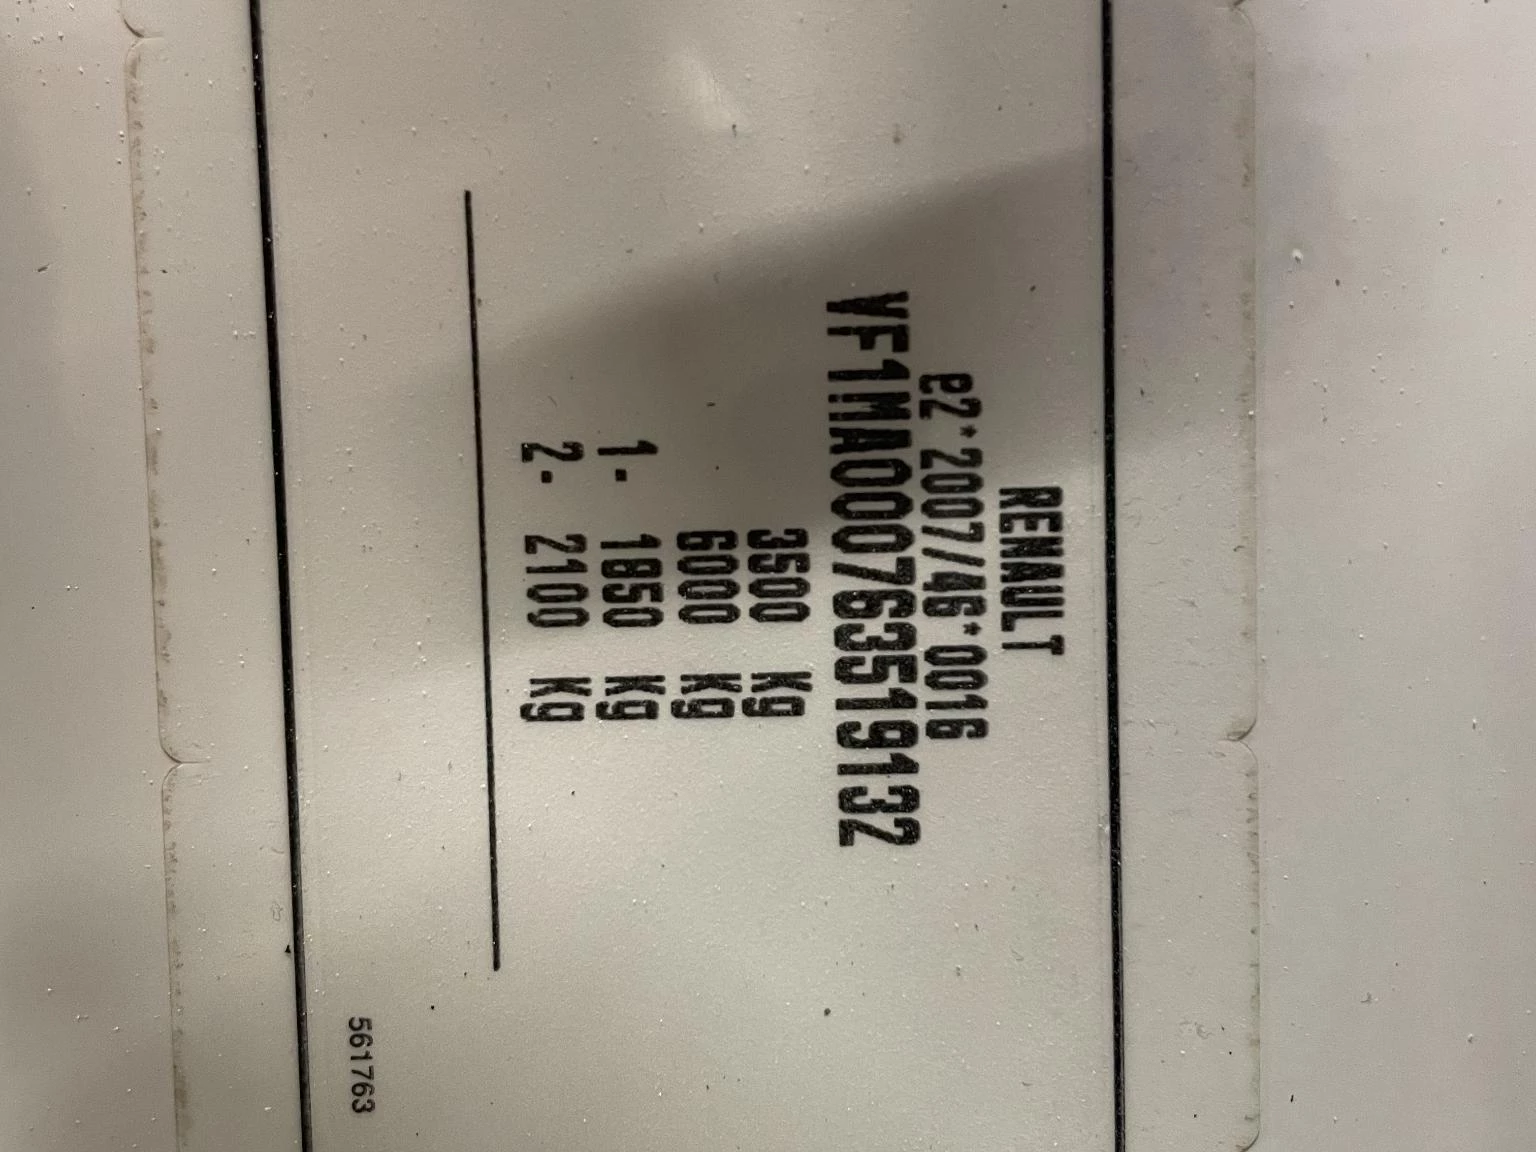 RENAULT
e2*2007/46*0016
VF1MA000763519132
3500 Kg
6000 Kg
1- 1850 Kg
2- 2100 Kg
561763